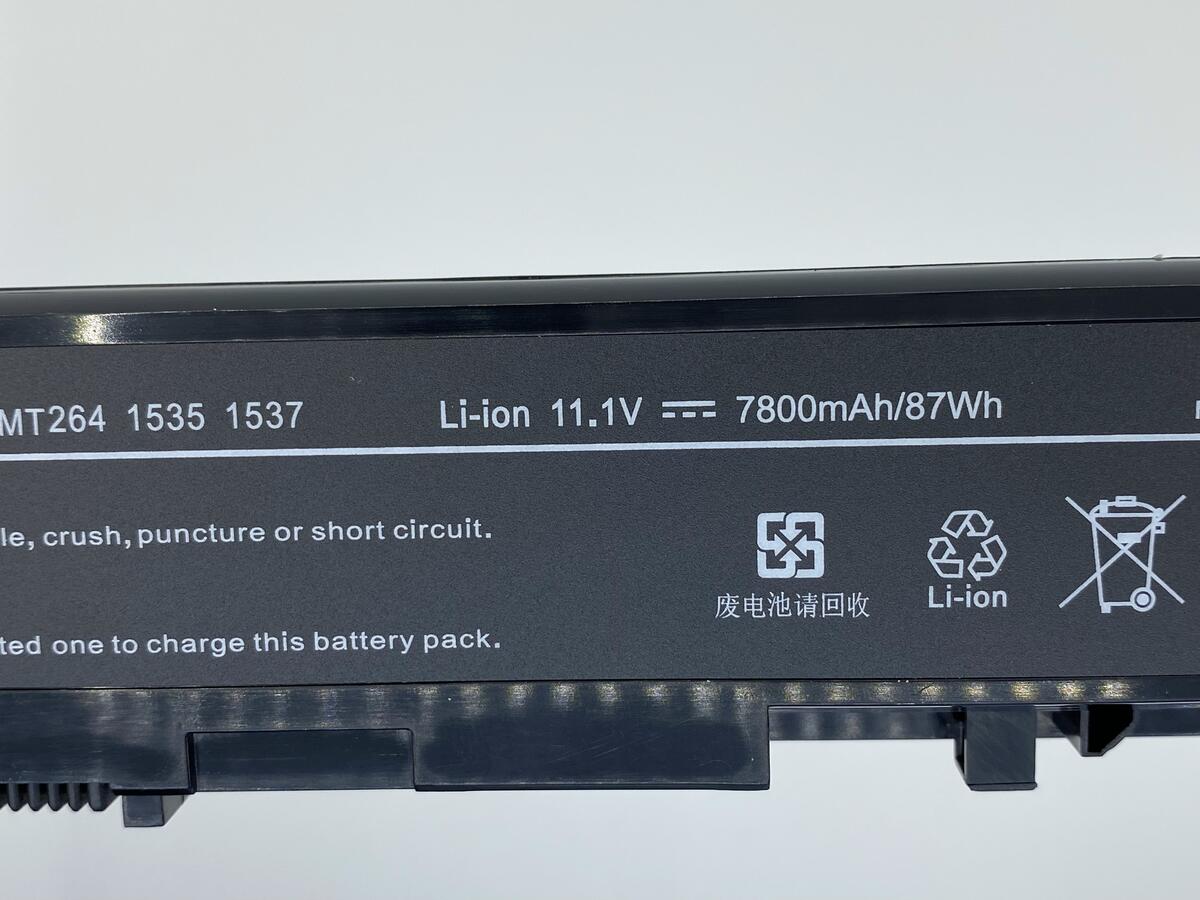 MT264 1535 1537 Li-ion 11.1V ⎓ 7800mAh/87Wh
le, crush, puncture or short circuit.
废电池请回收
Li-ion
ted one to charge this battery pack.